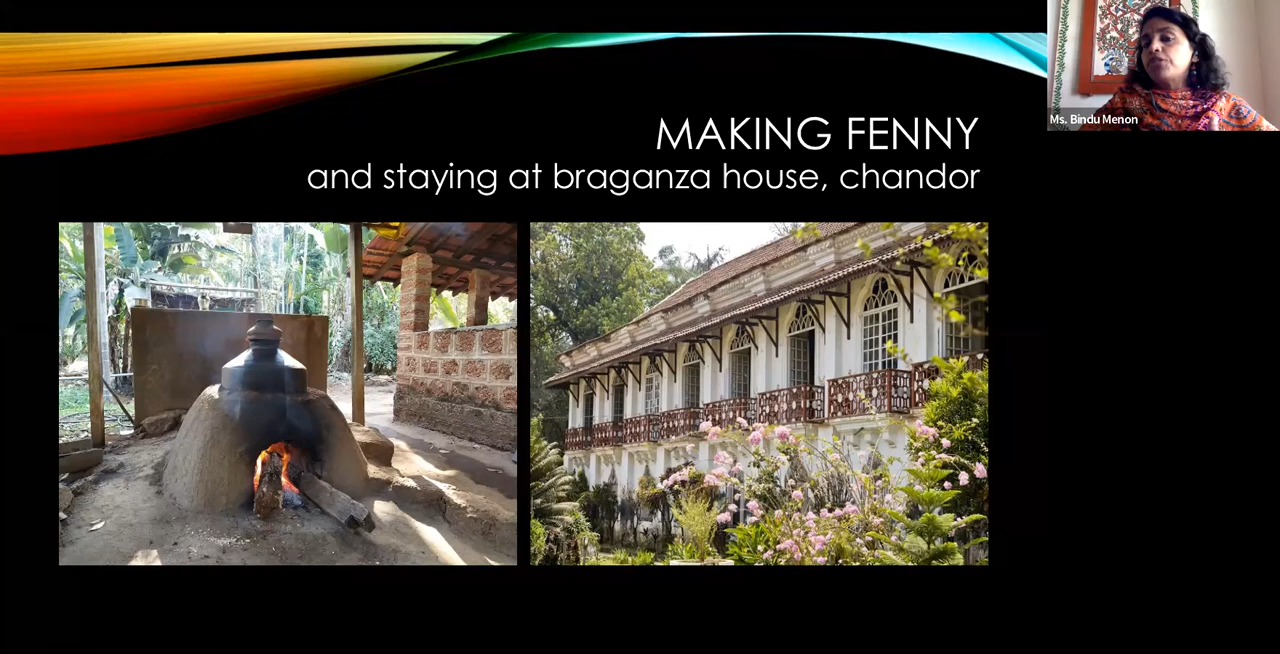 MAKING FENNY
and staying at braganza house, chandor
Ms. Bindu Menon